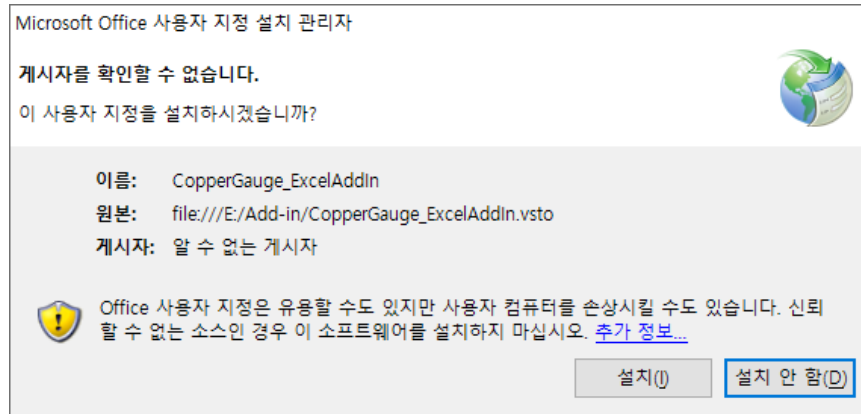 Microsoft Office 사용자 지정 설치 관리자
게시자를 확인할 수 없습니다.
이 사용자 지정을 설치하시겠습니까?
이름: CopperGauge_ExcelAddIn
원본: file:///E:/Add-in/CopperGauge_ExcelAddIn.vsto
게시자: 알 수 없는 게시자
Office 사용자 지정은 유용할 수도 있지만 사용자 컴퓨터를 손상시킬 수도 있습니다. 신뢰
할 수 없는 소스인 경우 이 소프트웨어를 설치하지 마십시오. 추가 정보...
설치(I) 설치 안 함(D)